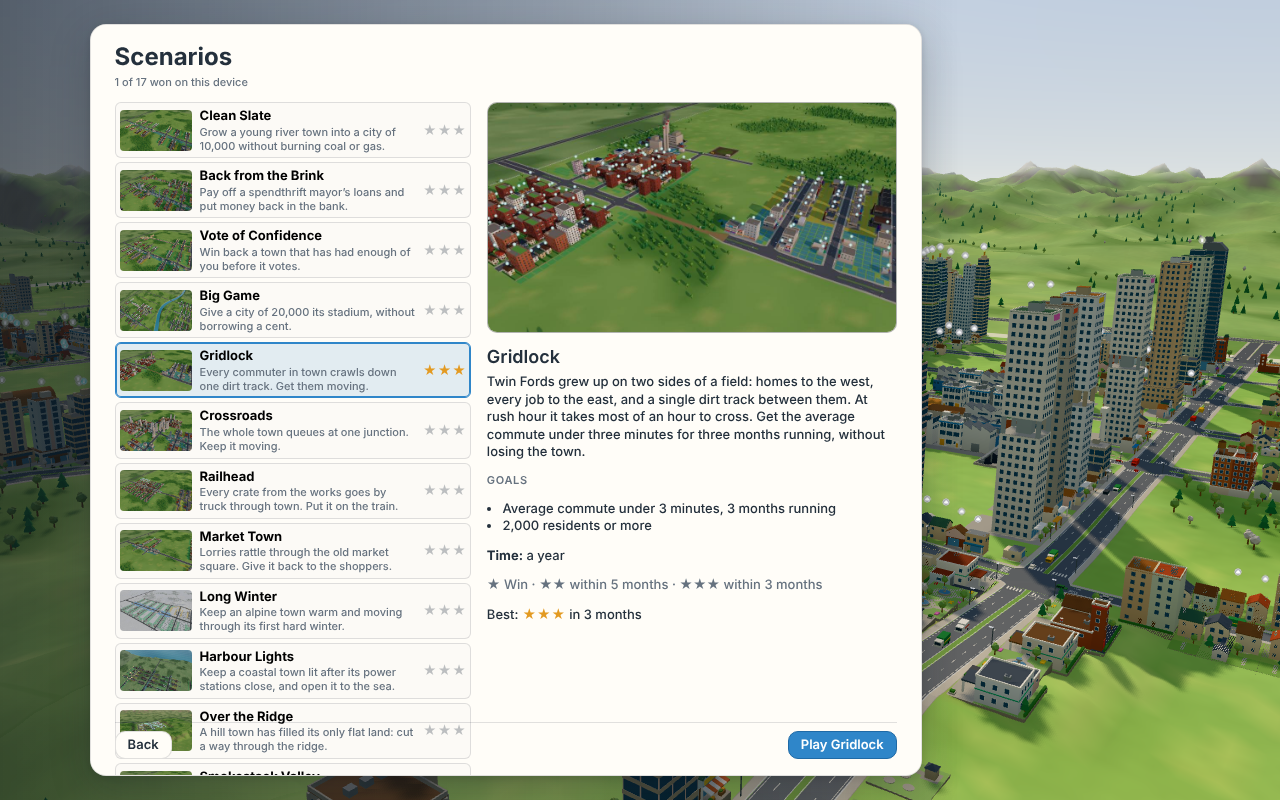 Scenarios
1 of 17 won on this device
Clean Slate
Grow a young river town into a city of
10,000 without burning coal or gas.
★ ★ ★
Back from the Brink
Pay off a spendthrift mayor’s loans and
put money back in the bank.
★ ★ ★
Vote of Confidence
Win back a town that has had enough of
you before it votes.
★ ★ ★
Big Game
Give a city of 20,000 its stadium, without
borrowing a cent.
★ ★ ★
Gridlock
Every commuter in town crawls down
one dirt track. Get them moving.
★ ★ ★
Crossroads
The whole town queues at one junction.
Keep it moving.
★ ★ ★
Railhead
Every crate from the works goes by
truck through town. Put it on the train.
★ ★ ★
Market Town
Lorries rattle through the old market
square. Give it back to the shoppers.
★ ★ ★
Long Winter
Keep an alpine town warm and moving
through its first hard winter.
★ ★ ★
Harbour Lights
Keep a coastal town lit after its power
stations close, and open it to the sea.
★ ★ ★
Over the Ridge
A hill town has filled its only flat land: cut
a way through the ridge.
★ ★ ★
Smokestack Valley
Gridlock
Twin Fords grew up on two sides of a field: homes to the west,
every job to the east, and a single dirt track between them. At
rush hour it takes most of an hour to cross. Get the average
commute under three minutes for three months running, without
losing the town.
GOALS
• Average commute under 3 minutes, 3 months running
• 2,000 residents or more
Time: a year
★ Win · ★★ within 5 months · ★★★ within 3 months
Best: ★★★ in 3 months
Back
Play Gridlock